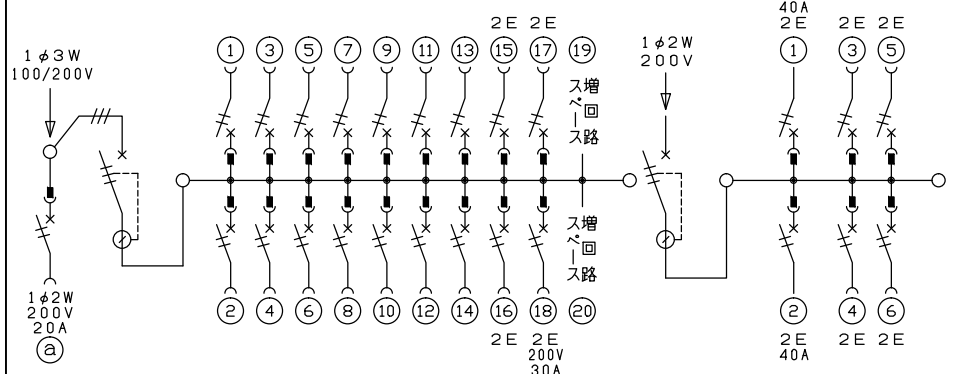 40A
2E 2E 2E 2E 2E
1φ3W
100/200V
① ③ ⑤ ⑦ ⑨ ⑪ ⑬ ⑮ ⑰ ⑲
1φ2W
200V
① ③ ⑤
増回路
スペース
増回路
スペース
1φ2W
200V
20A
ⓐ
② ④ ⑥ ⑧ ⑩ ⑫ ⑭ ⑯ ⑱ ⑳
2E 2E
200V
30A
② ④ ⑥
2E 2E 2E
40A